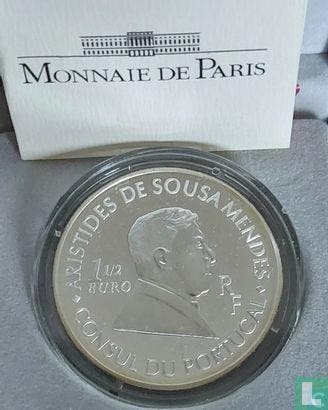 MONNAIE DE PARIS
ARISTIDES DE SOUSA MENDES
1 1/2
EURO
RF
CONSUL DU PORTUGAL